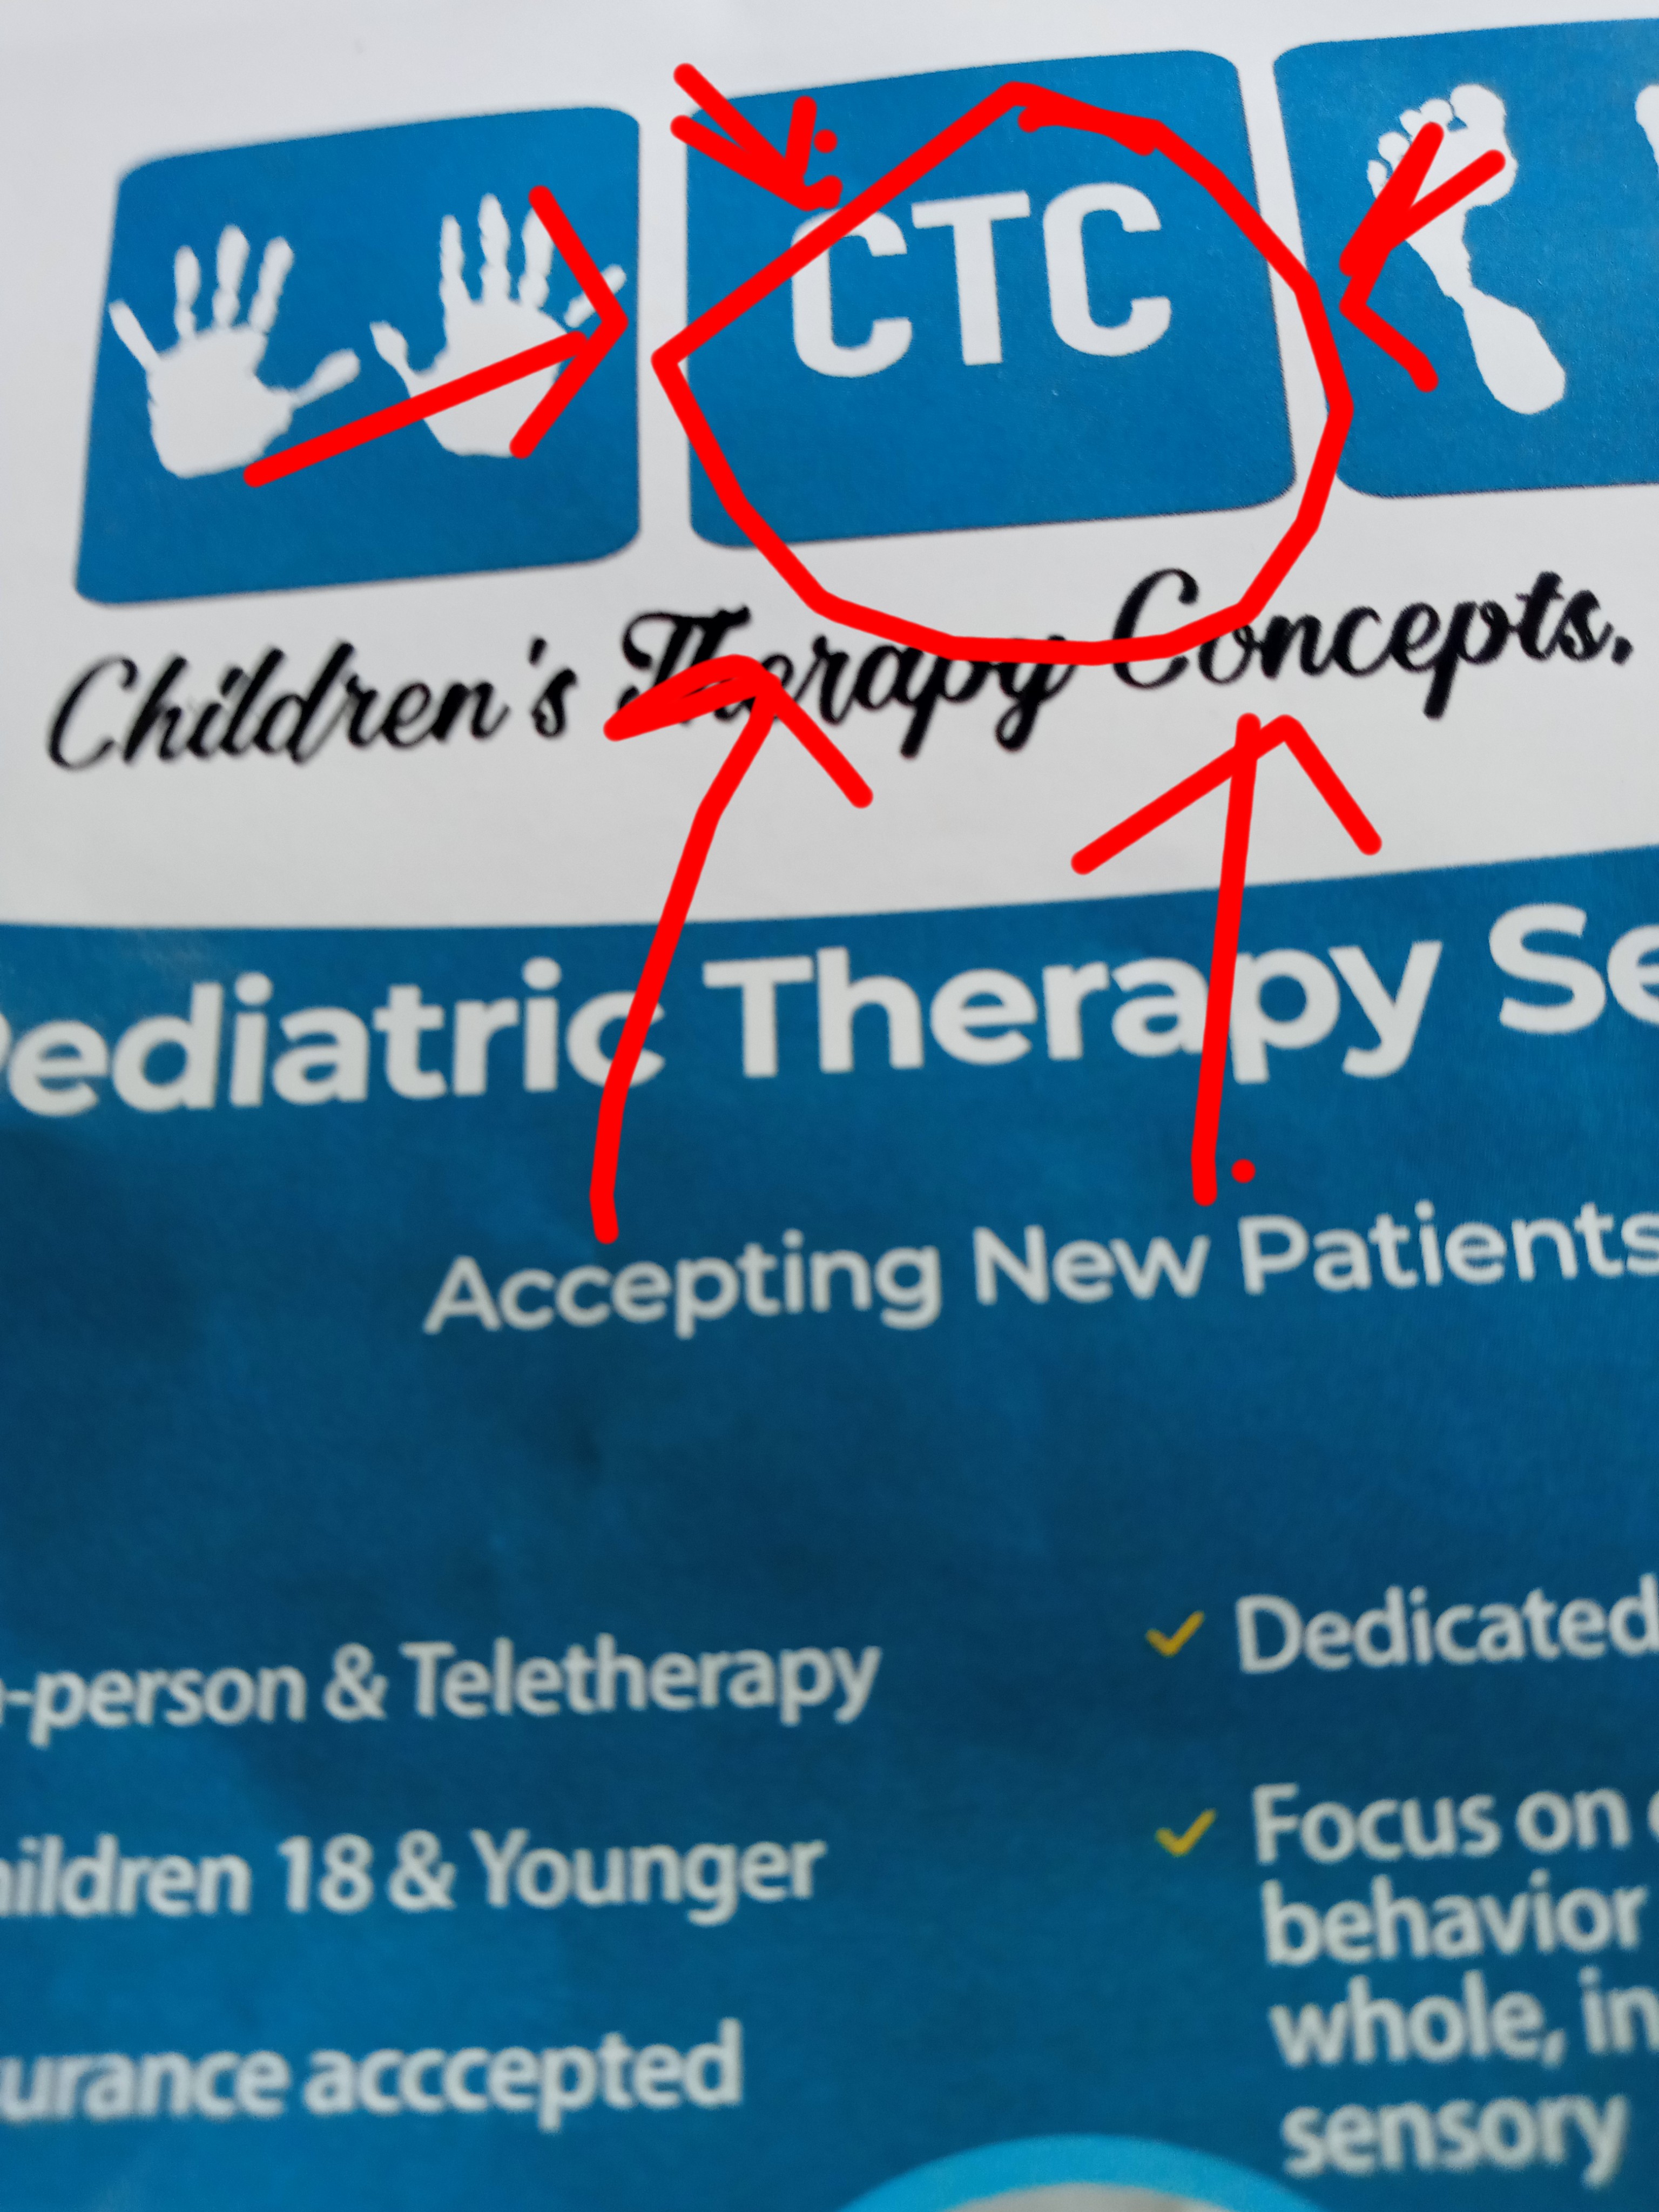 CTC
Children's Therapy Concepts,
ediatric Therapy Se
Accepting New Patients
-person & Teletherapy
Dedicated
hildren 18 & Younger
Focus on
behavior
whole, in
sensory
urance acccepted